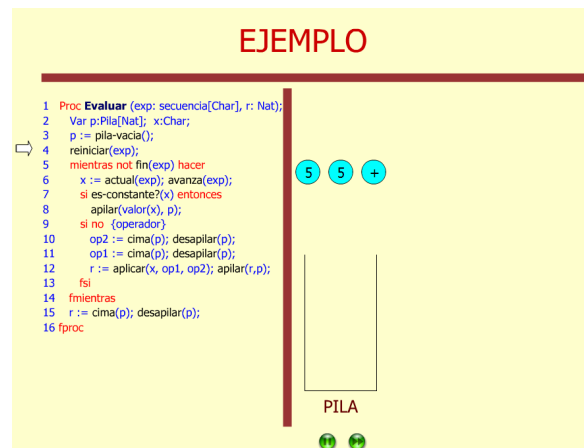 EJEMPLO
1 Proc Evaluar (exp: secuencia[Char], r: Nat);
2 Var p:Pila[Nat]; x:Char;
3 p := pila-vacia();
4 reiniciar(exp);
5 mientras not fin(exp) hacer
6 x := actual(exp); avanza(exp);
7 si es-constante?(x) entonces
8 apilar(valor(x), p);
9 si no {operador}
10 op2 := cima(p); desapilar(p);
11 op1 := cima(p); desapilar(p);
12 r := aplicar(x, op1, op2); apilar(r,p);
13 fsi
14 fmientras
15 r := cima(p); desapilar(p);
16 fproc
5 5 +
PILA